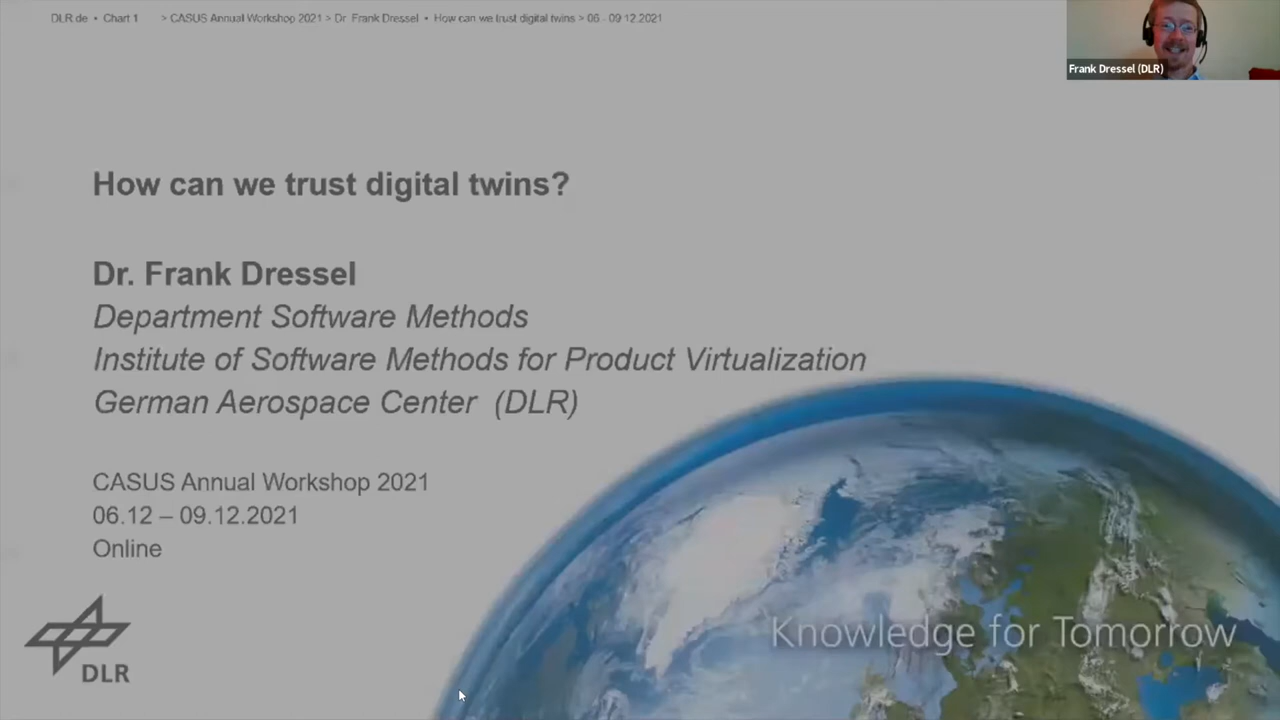 DLR.de • Chart 1 > CASUS Annual Workshop 2021 > Dr. Frank Dressel • How can we trust digital twins > 06 - 09.12.2021
Frank Dressel (DLR)
How can we trust digital twins?
Dr. Frank Dressel
Department Software Methods
Institute of Software Methods for Product Virtualization
German Aerospace Center (DLR)
CASUS Annual Workshop 2021
06.12 – 09.12.2021
Online
Knowledge for Tomorrow
DLR